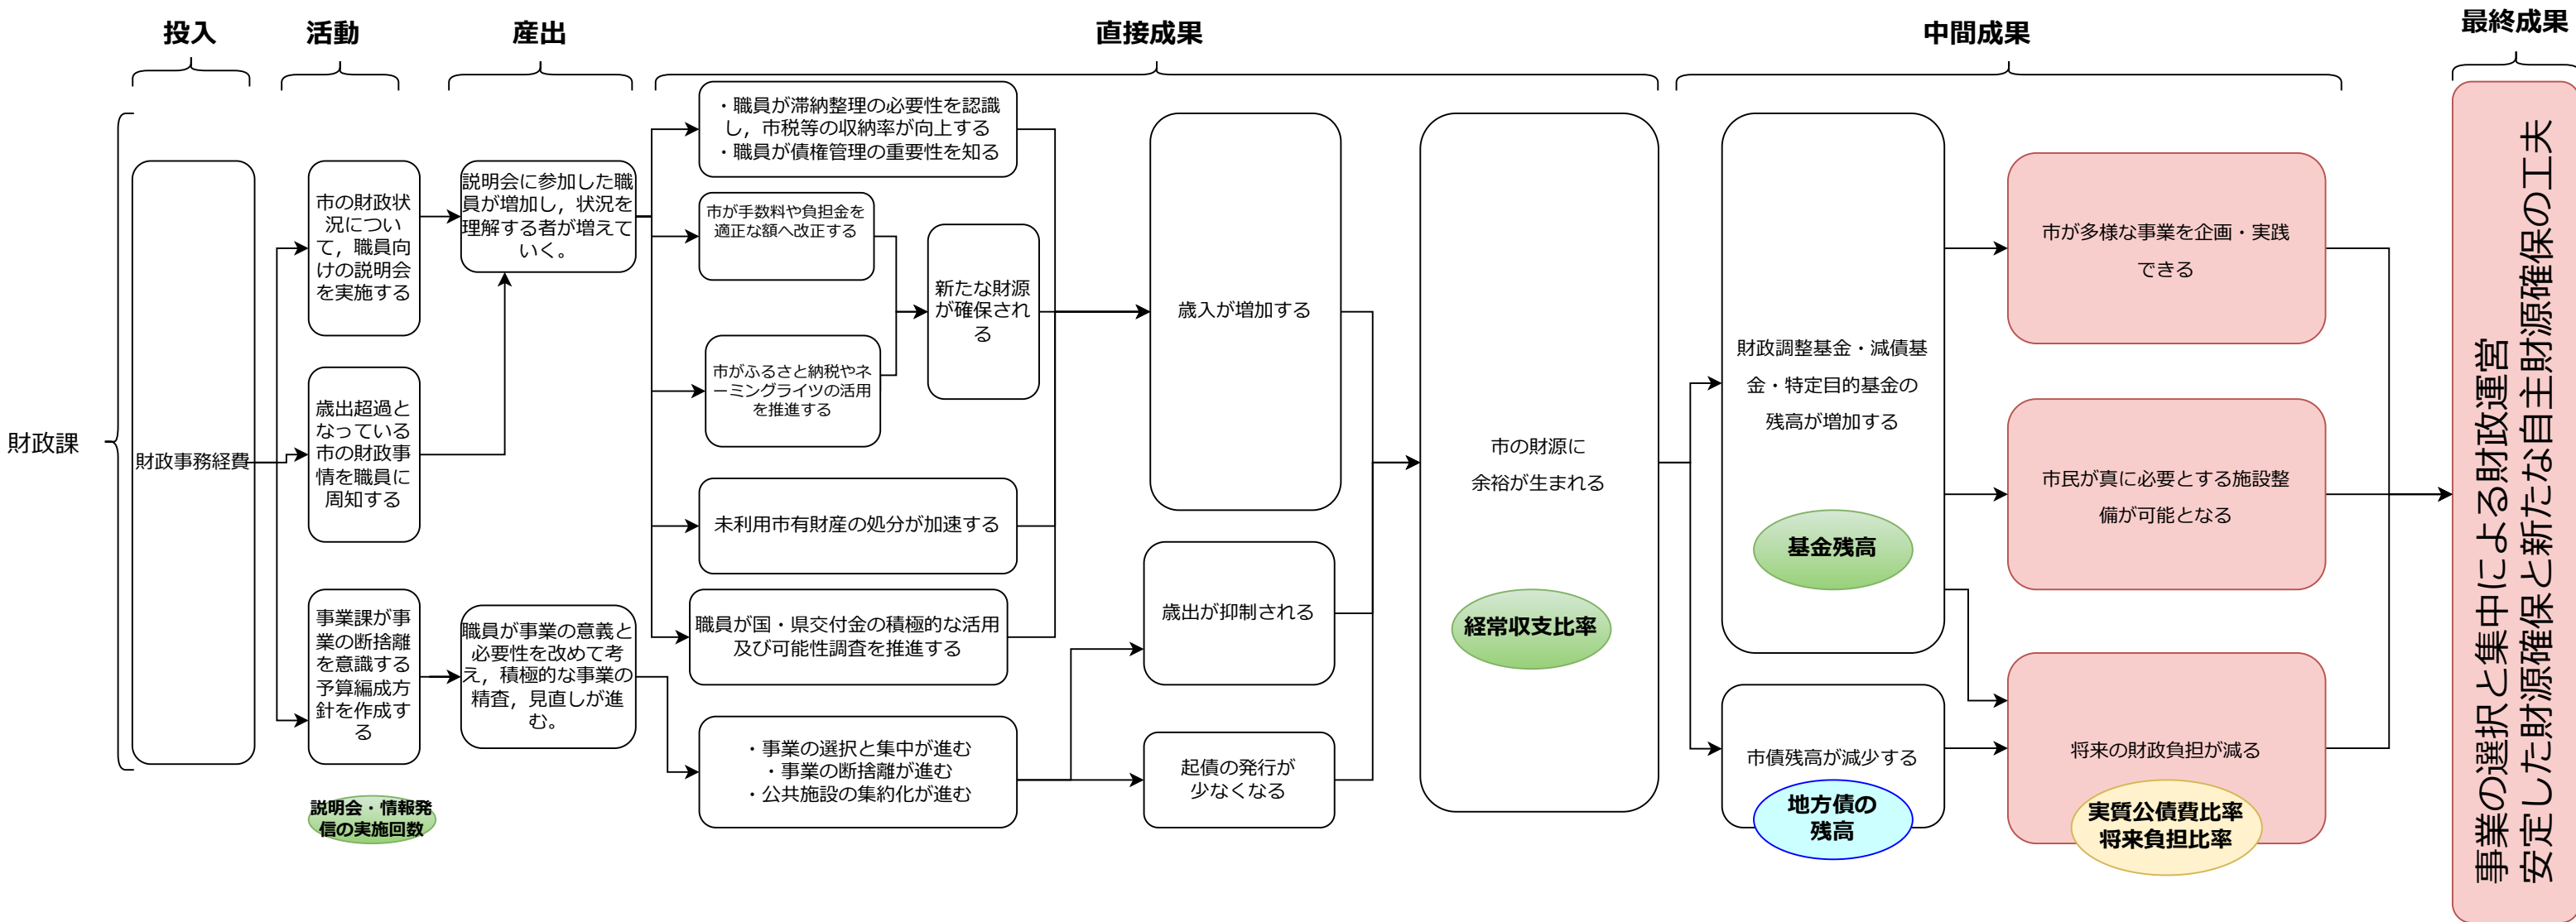 投入
活動
産出
直接成果
中間成果
最終成果
財政課
財政事務経費
市の財政状
況につい
て，職員向
けの説明会
を実施する
歳出超過と
なっている
市の財政事
情を職員に
周知する
事業課が事
業の断捨離
を意識する
予算編成方
針を作成す
る
説明会・情報発
信の実施回数
説明会に参加した職
員が増加し，状況を
理解する者が増えて
いく。
職員が事業の意義と
必要性を改めて考
え，積極的な事業の
精査，見直しが進
む。
・職員が滞納整理の必要性を認識
し，市税等の収納率が向上する
・職員が債権管理の重要性を知る
市が手数料や負担金を
適正な額へ改正する
市がふるさと納税やネ
ーミングライツの活用
を推進する
新たな財源
が確保され
る
未利用市有財産の処分が加速する
職員が国・県交付金の積極的な活用
及び可能性調査を推進する
・事業の選択と集中が進む
・事業の断捨離が進む
・公共施設の集約化が進む
歳入が増加する
歳出が抑制される
起債の発行が
少なくなる
市の財源に
余裕が生まれる
経常収支比率
財政調整基金・減債基
金・特定目的基金の
残高が増加する
基金残高
市債残高が減少する
地方債の
残高
市が多様な事業を企画・実践
できる
市民が真に必要とする施設整
備が可能となる
将来の財政負担が減る
実質公債費比率
将来負担比率
事業の選択と集中による財政運営
安定した財源確保と新たな自主財源確保の工夫